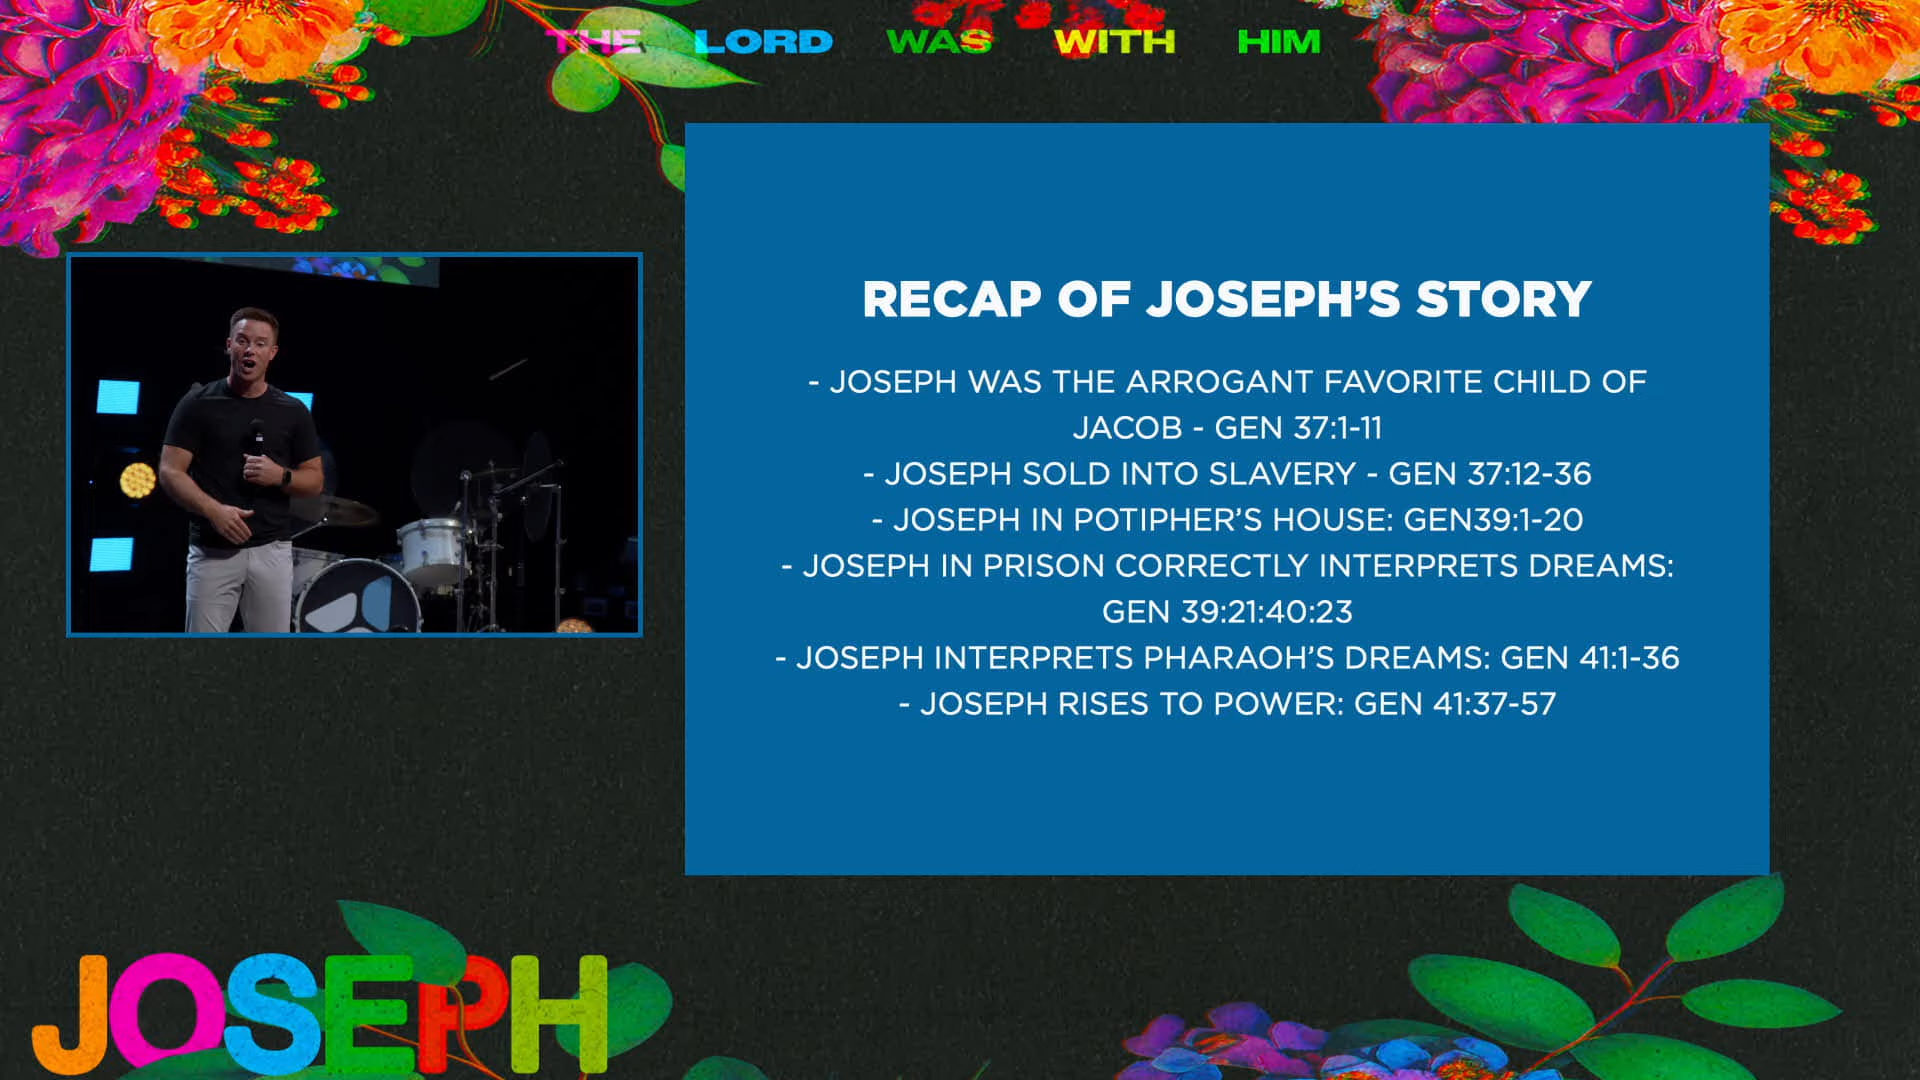 THE LORD WAS WITH HIM
RECAP OF JOSEPH’S STORY
- JOSEPH WAS THE ARROGANT FAVORITE CHILD OF
JACOB - GEN 37:1-11
- JOSEPH SOLD INTO SLAVERY - GEN 37:12-36
- JOSEPH IN POTIPHER’S HOUSE: GEN39:1-20
- JOSEPH IN PRISON CORRECTLY INTERPRETS DREAMS:
GEN 39:21:40:23
- JOSEPH INTERPRETS PHARAOH’S DREAMS: GEN 41:1-36
- JOSEPH RISES TO POWER: GEN 41:37-57
JOSEPH